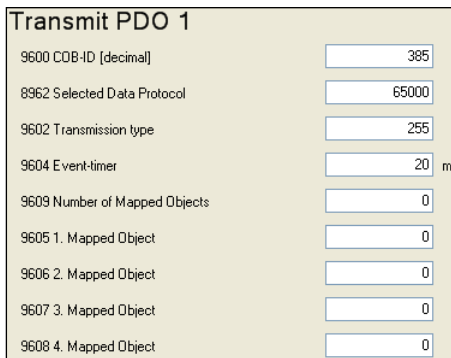 Transmit PDO 1
9600 COB-ID [decimal] 385
8962 Selected Data Protocol 65000
9602 Transmission type 255
9604 Event-timer 20 m
9609 Number of Mapped Objects 0
9605 1. Mapped Object 0
9606 2. Mapped Object 0
9607 3. Mapped Object 0
9608 4. Mapped Object 0